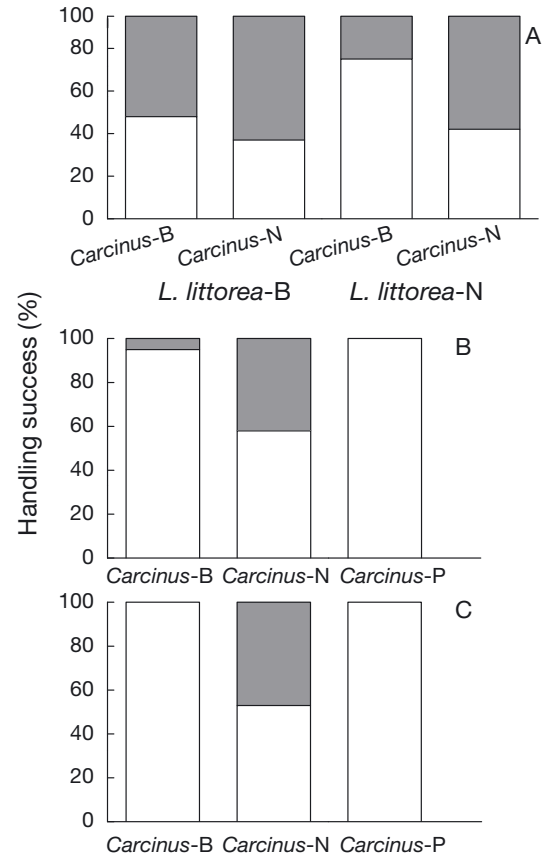 100
80
60
40
20
0
A
Carcinus-B Carcinus-N Carcinus-B Carcinus-N
L. littorea-B L. littorea-N
Handling success (%)
100
80
60
40
20
0
B
Carcinus-B Carcinus-N Carcinus-P
100
80
60
40
20
0
C
Carcinus-B Carcinus-N Carcinus-P